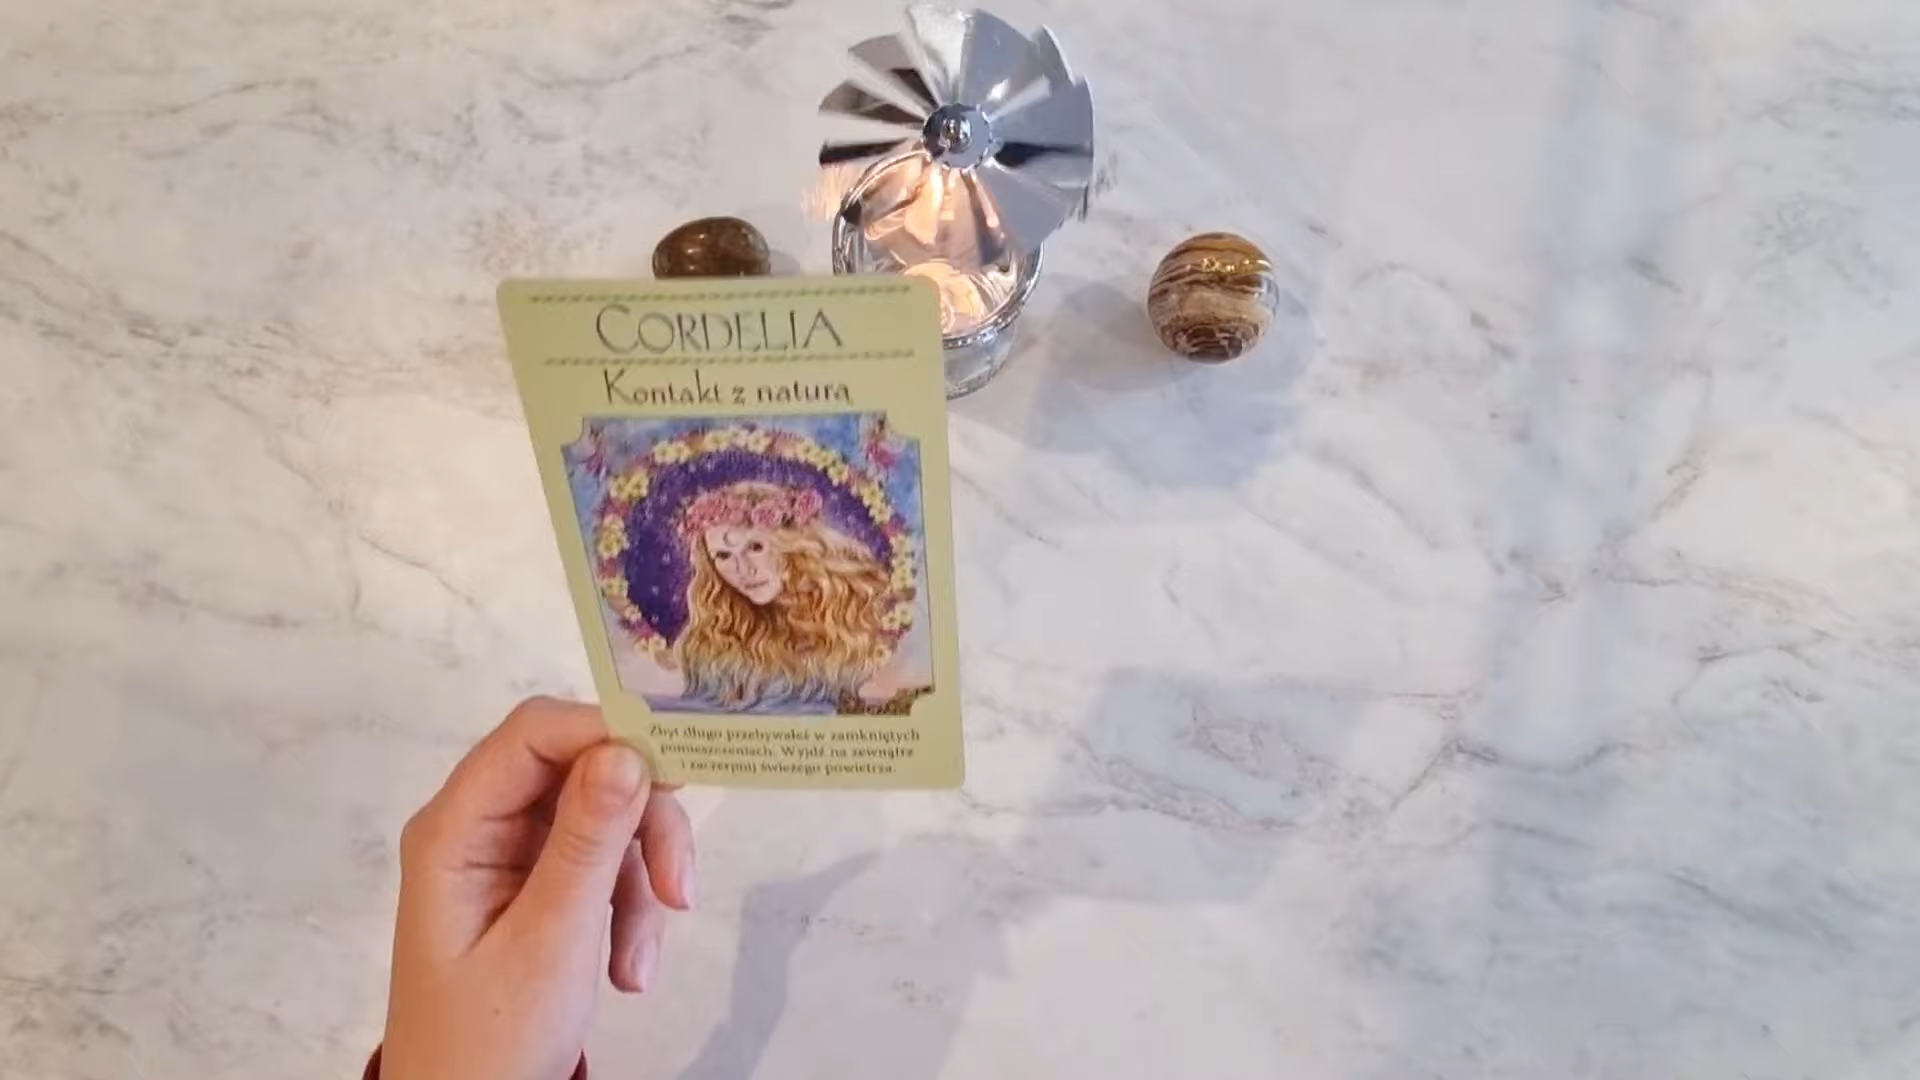 CORDELIA
Kontakt z naturą
Zbyt długo przebywałeś w zamkniętych
pomieszczeniach. Wyjdź na zewnątrz
i zaczerpnij świeżego powietrza.